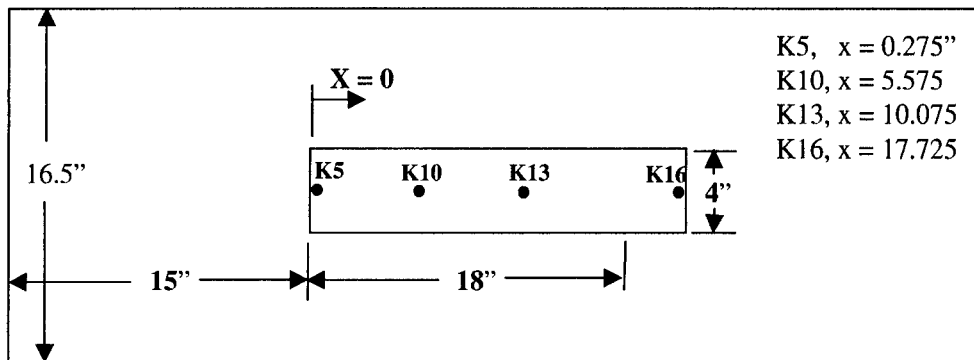 K5, x = 0.275”
K10, x = 5.575
K13, x = 10.075
K16, x = 17.725
X = 0
16.5”
K5 K10 K13 K16
4”
15” 18”